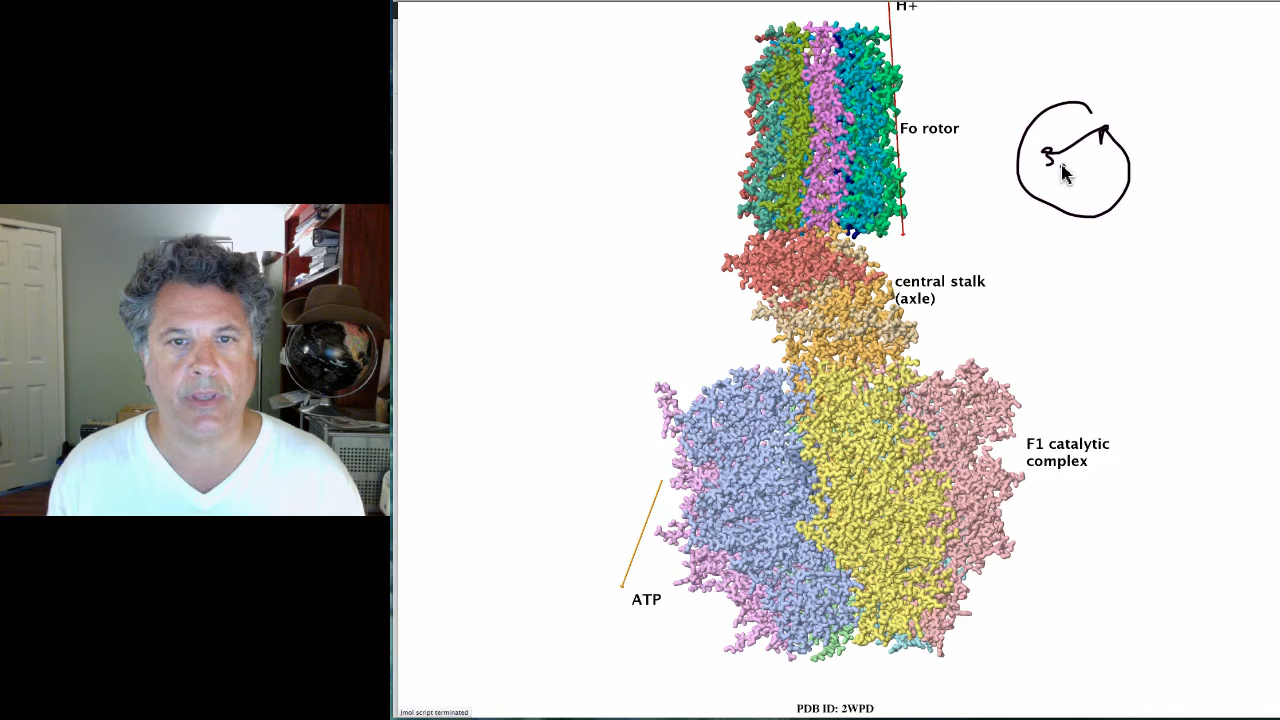 H+
Fo rotor
central stalk
(axle)
F1 catalytic
complex
ATP
Jmol script terminated
PDB ID: 2WPD